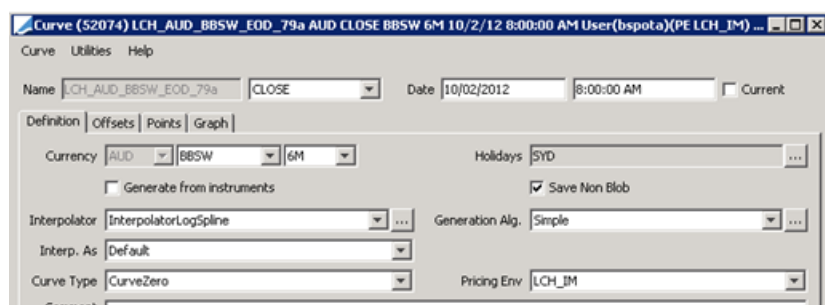 Curve (52074) LCH_AUD_BBSW_EOD_79a AUD CLOSE BBSW 6M 10/2/12 8:00:00 AM User(bspota)(PE LCH_IM) ...
Curve Utilities Help
Name LCH_AUD_BBSW_EOD_79a CLOSE Date 10/02/2012 8:00:00 AM Current
Definition Offsets Points Graph
Currency AUD BBSW 6M Holidays SYD ...
Generate from instruments Save Non Blob
Interpolator InterpolatorLogSpline ... Generation Alg. Simple ...
Interp. As Default
Curve Type CurveZero Pricing Env LCH_IM
Comment